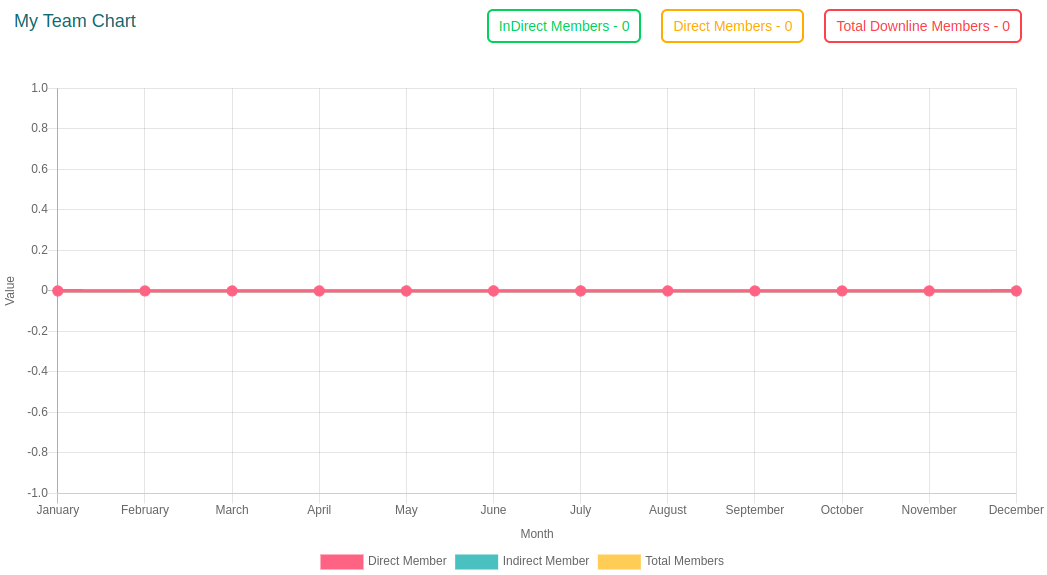 My Team Chart
InDirect Members - 0
Direct Members - 0
Total Downline Members - 0
1.0
0.8
0.6
0.4
0.2
0
-0.2
-0.4
-0.6
-0.8
-1.0
Value
January February March April May June July August September October November December
Month
Direct Member Indirect Member Total Members